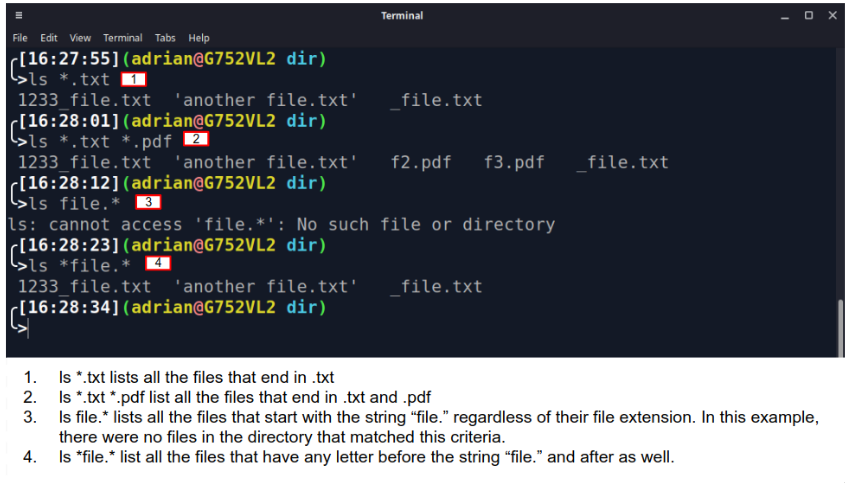 Terminal
File Edit View Terminal Tabs Help
[16:27:55](adrian@G752VL2 dir)
>ls *.txt 1
1233_file.txt 'another file.txt' _file.txt
[16:28:01](adrian@G752VL2 dir)
>ls *.txt *.pdf 2
1233_file.txt 'another file.txt' f2.pdf f3.pdf _file.txt
[16:28:12](adrian@G752VL2 dir)
>ls file.* 3
ls: cannot access 'file.*': No such file or directory
[16:28:23](adrian@G752VL2 dir)
>ls *file.* 4
1233_file.txt 'another file.txt' _file.txt
[16:28:34](adrian@G752VL2 dir)
>
1. ls *.txt lists all the files that end in .txt
2. ls *.txt *.pdf list all the files that end in .txt and .pdf
3. ls file.* lists all the files that start with the string “file.” regardless of their file extension. In this example,
there were no files in the directory that matched this criteria.
4. ls *file.* list all the files that have any letter before the string “file.” and after as well.